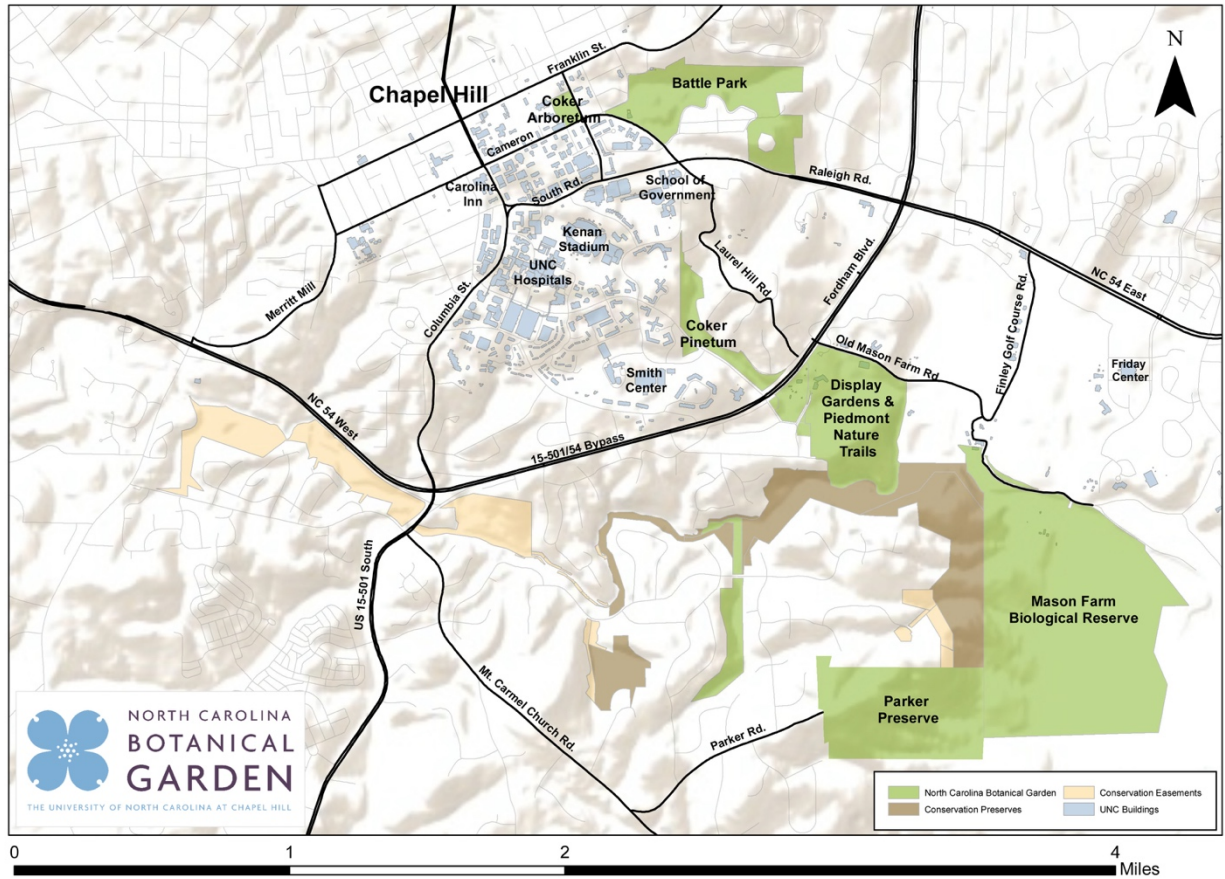 N
Franklin St.
Battle Park
Chapel Hill
Coker
Arboretum
Cameron
Carolina
Inn
South Rd.
School of
Government
Raleigh Rd.
Kenan
Stadium
UNC
Hospitals
Laurel Hill Rd
Fordham Blvd.
NC 54 East
Merritt Mill
Columbia St.
Finley Golf Course Rd.
Coker
Pinetum
Old Mason Farm Rd
Smith
Center
Friday
Center
Display
Gardens &
Piedmont
Nature
Trails
NC 54 West
15-501/54 Bypass
US 15-501 South
Mason Farm
Biological Reserve
Mt. Carmel Church Rd.
Parker
Preserve
Parker Rd.
NORTH CAROLINA
BOTANICAL
GARDEN
THE UNIVERSITY OF NORTH CAROLINA AT CHAPEL HILL
North Carolina Botanical Garden
Conservation Easements
Conservation Preserves
UNC Buildings
0 1 2 4
Miles